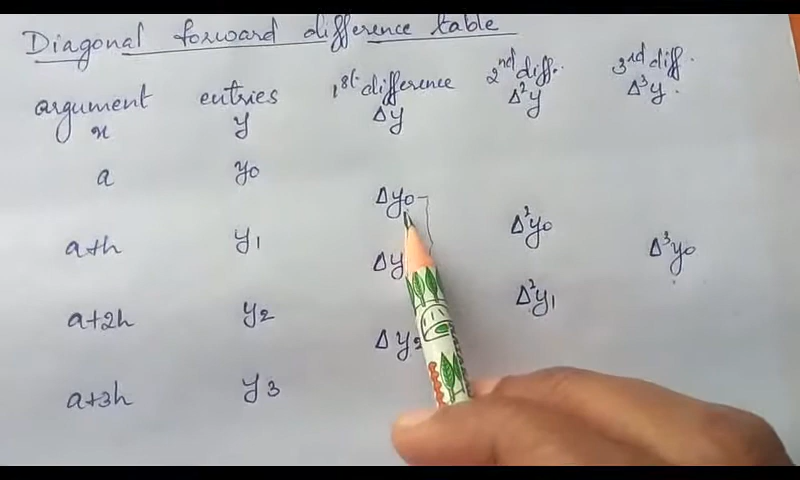 Diagonal forward difference table
argument entries 1st difference 2nd diff. 3rd diff.
x y Δy Δ²y Δ³y.
a y0
Δy0
a+h y1 Δ²y0
Δy Δ³y0
a+2h y2 Δ²y1
Δy2
a+3h y3